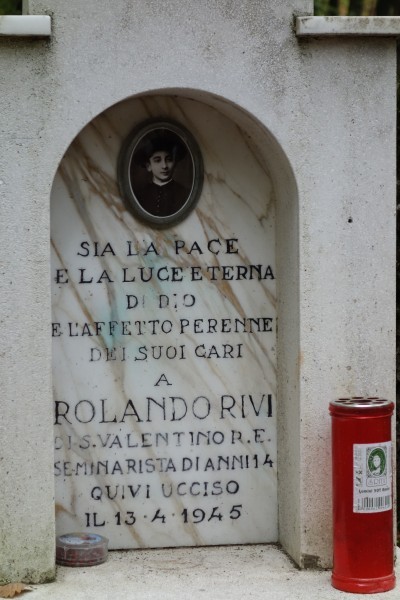 SIA LA PACE
E LA LUCE ETERNA
DI DIO
E L'AFFETTO PERENNE
DEI SUOI CARI
A
ROLANDO RIVI
DI S. VALENTINO R. E.
SEMINARISTA DI ANNI 14
QUIVI UCCISO
IL 13 · 4 · 1945